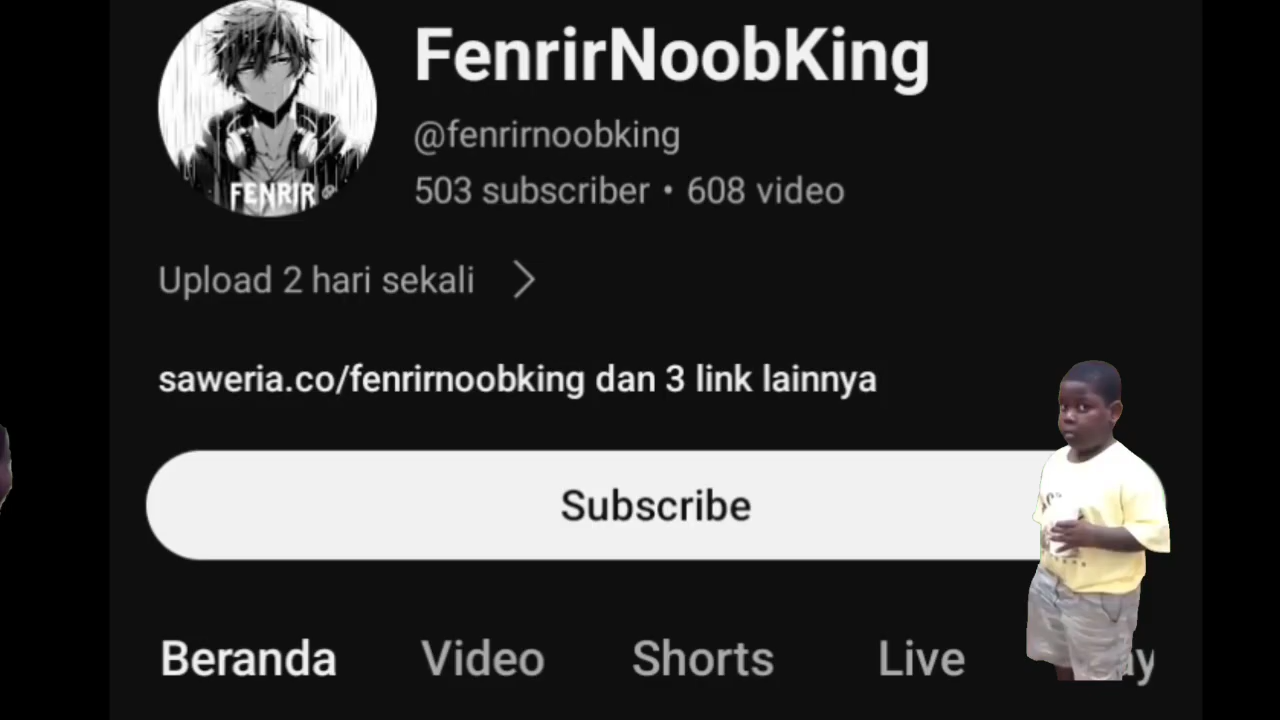 FENRIR
FenrirNoobKing
@fenrirnoobking
503 subscriber • 608 video
Upload 2 hari sekali
saweria.co/fenrirnoobking dan 3 link lainnya
Subscribe
Beranda Video Shorts Live